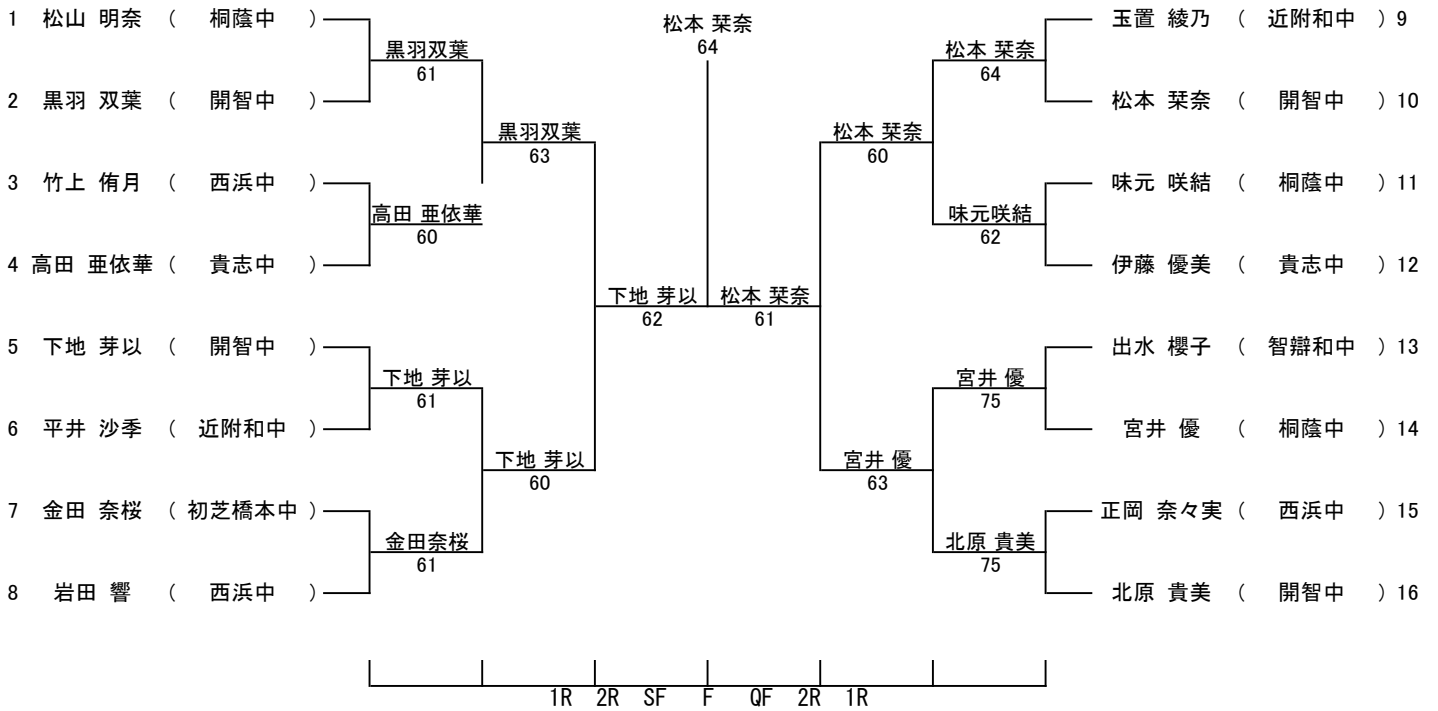 1 松山 明奈 ( 桐蔭中 )
松本 栞奈
64
玉置 綾乃 ( 近附和中 ) 9
黒羽双葉
61
松本 栞奈
64
2 黒羽 双葉 ( 開智中 )
松本 栞奈 ( 開智中 ) 10
黒羽双葉
63
松本 栞奈
60
3 竹上 侑月 ( 西浜中 )
味元 咲結 ( 桐蔭中 ) 11
高田 亜依華
60
味元咲結
62
4 高田 亜依華 ( 貴志中 )
伊藤 優美 ( 貴志中 ) 12
下地 芽以
62
松本 栞奈
61
5 下地 芽以 ( 開智中 )
出水 櫻子 ( 智辯和中 ) 13
下地 芽以
61
宮井 優
75
6 平井 沙季 ( 近附和中 )
宮井 優 ( 桐蔭中 ) 14
下地 芽以
60
宮井 優
63
7 金田 奈桜 ( 初芝橋本中 )
正岡 奈々実 ( 西浜中 ) 15
金田奈桜
61
北原 貴美
75
8 岩田 響 ( 西浜中 )
北原 貴美 ( 開智中 ) 16
1R 2R SF F QF 2R 1R